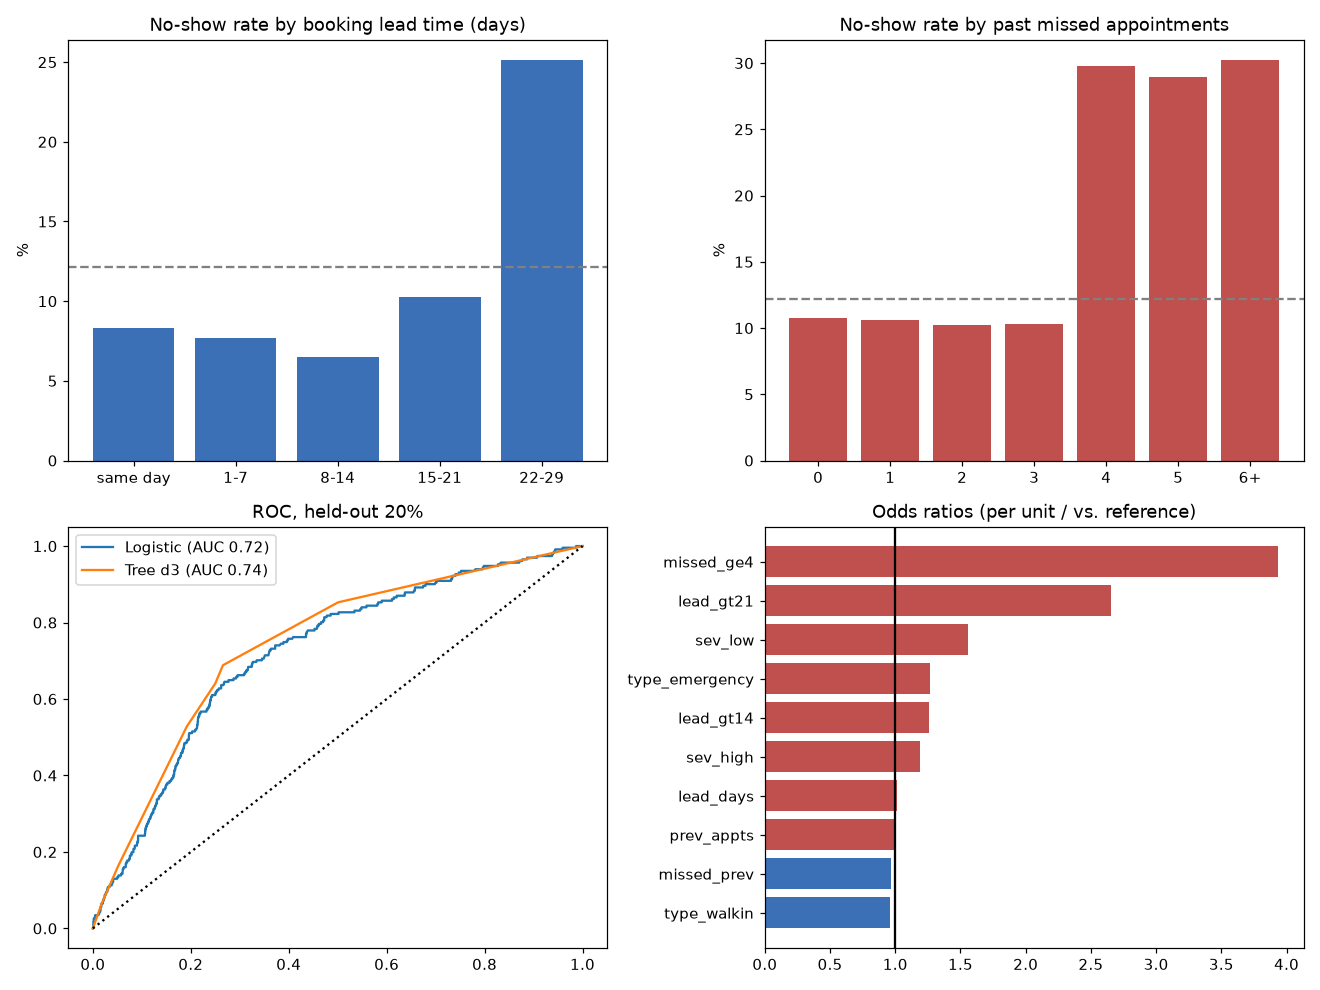 No-show rate by booking lead time (days)
%
25
20
15
10
5
0
same day 1-7 8-14 15-21 22-29
No-show rate by past missed appointments
%
30
25
20
15
10
5
0
0 1 2 3 4 5 6+
ROC, held-out 20%
Logistic (AUC 0.72)
Tree d3 (AUC 0.74)
1.0
0.8
0.6
0.4
0.2
0.0
0.0 0.2 0.4 0.6 0.8 1.0
Odds ratios (per unit / vs. reference)
missed_ge4
lead_gt21
sev_low
type_emergency
lead_gt14
sev_high
lead_days
prev_appts
missed_prev
type_walkin
0.0 0.5 1.0 1.5 2.0 2.5 3.0 3.5 4.0